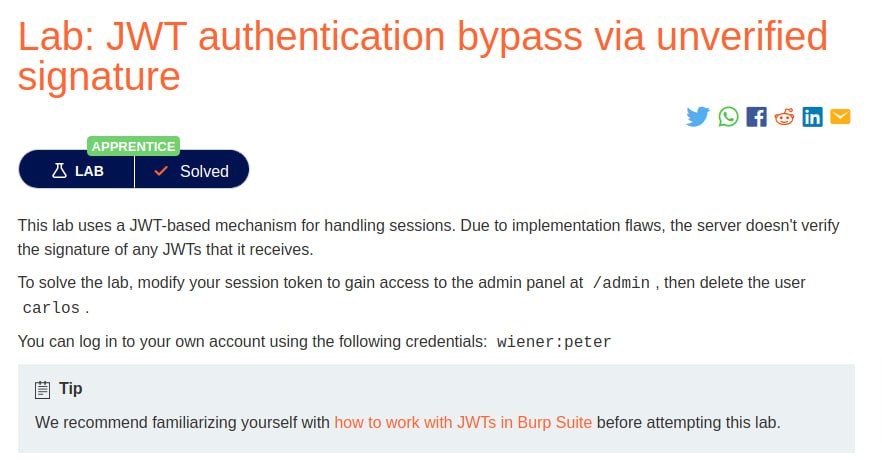 Lab: JWT authentication bypass via unverified
signature
APPRENTICE
LAB
Solved
This lab uses a JWT-based mechanism for handling sessions. Due to implementation flaws, the server doesn't verify
the signature of any JWTs that it receives.
To solve the lab, modify your session token to gain access to the admin panel at /admin , then delete the user
carlos .
You can log in to your own account using the following credentials: wiener:peter
Tip
We recommend familiarizing yourself with how to work with JWTs in Burp Suite before attempting this lab.